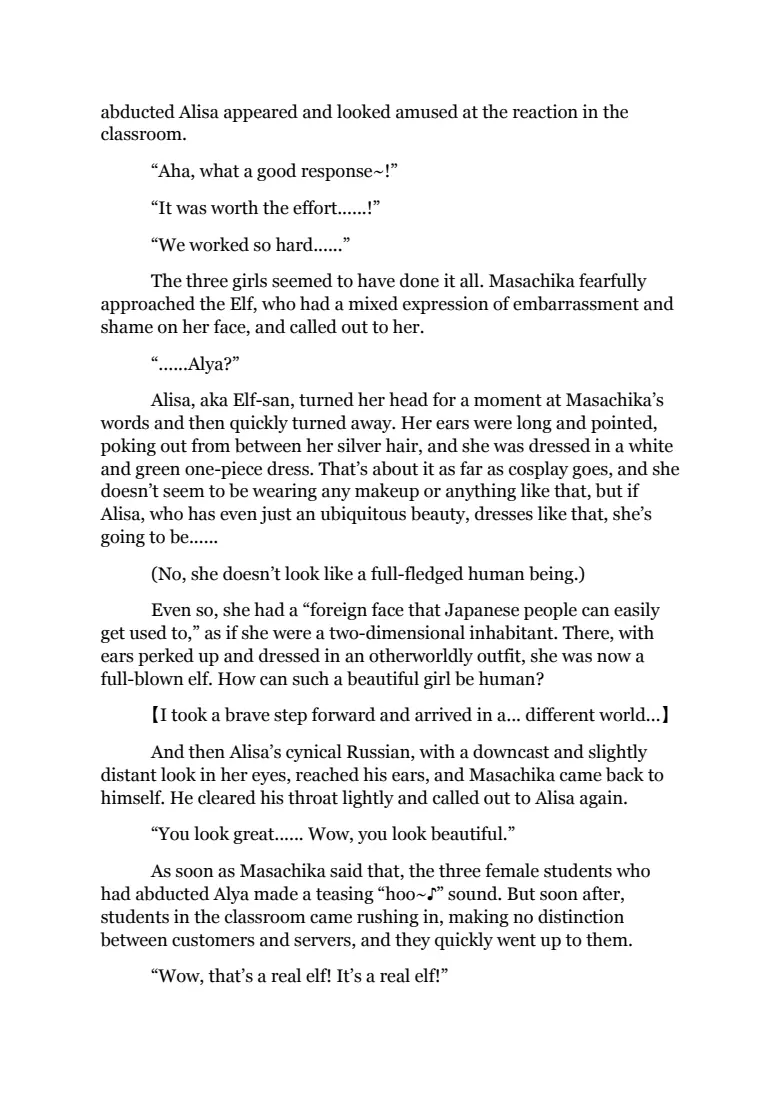 abducted Alisa appeared and looked amused at the reaction in the
classroom.
“Aha, what a good response~!”
“It was worth the effort......!”
“We worked so hard......”
The three girls seemed to have done it all. Masachika fearfully
approached the Elf, who had a mixed expression of embarrassment and
shame on her face, and called out to her.
“......Alya?”
Alisa, aka Elf-san, turned her head for a moment at Masachika’s
words and then quickly turned away. Her ears were long and pointed,
poking out from between her silver hair, and she was dressed in a white
and green one-piece dress. That’s about it as far as cosplay goes, and she
doesn’t seem to be wearing any makeup or anything like that, but if
Alisa, who has even just an ubiquitous beauty, dresses like that, she’s
going to be......
(No, she doesn’t look like a full-fledged human being.)
Even so, she had a “foreign face that Japanese people can easily
get used to,” as if she were a two-dimensional inhabitant. There, with
ears perked up and dressed in an otherworldly outfit, she was now a
full-blown elf. How can such a beautiful girl be human?
【I took a brave step forward and arrived in a... different world...】
And then Alisa’s cynical Russian, with a downcast and slightly
distant look in her eyes, reached his ears, and Masachika came back to
himself. He cleared his throat lightly and called out to Alisa again.
“You look great...... Wow, you look beautiful.”
As soon as Masachika said that, the three female students who
had abducted Alya made a teasing “hoo~♪” sound. But soon after,
students in the classroom came rushing in, making no distinction
between customers and servers, and they quickly went up to them.
“Wow, that’s a real elf! It’s a real elf!”